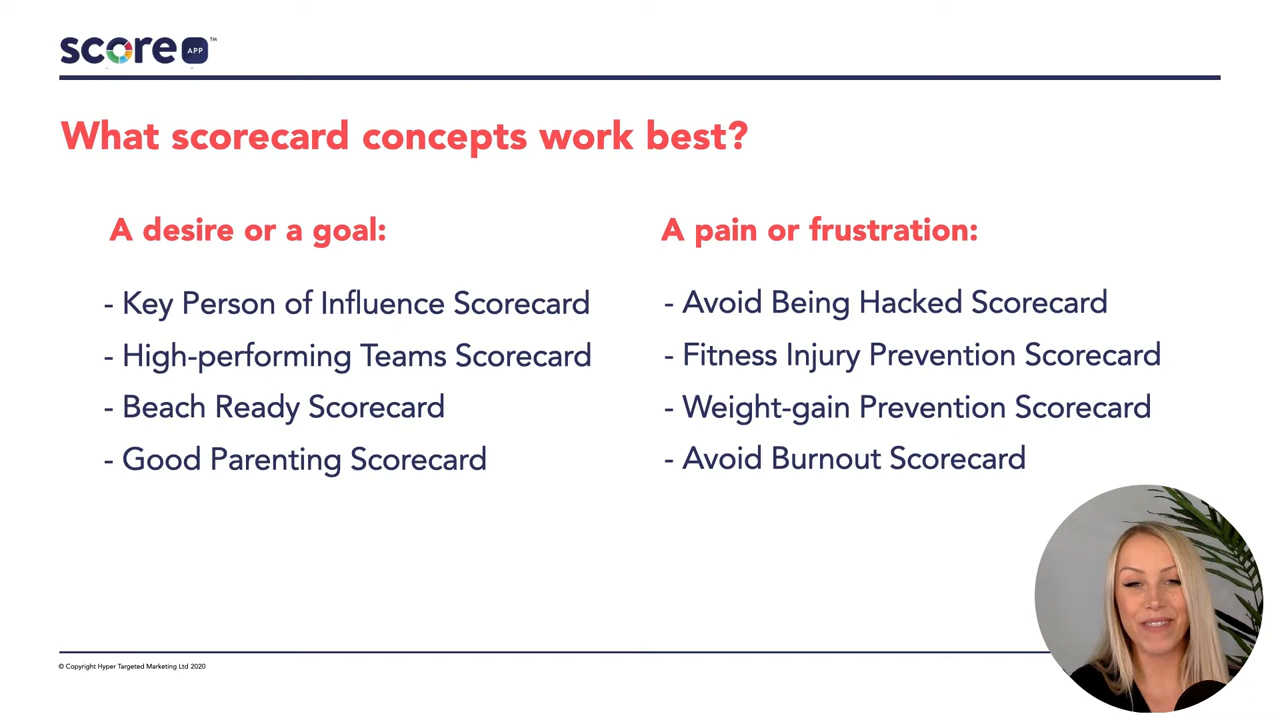 score APP ™
What scorecard concepts work best?
A desire or a goal:
- Key Person of Influence Scorecard
- High-performing Teams Scorecard
- Beach Ready Scorecard
- Good Parenting Scorecard
A pain or frustration:
- Avoid Being Hacked Scorecard
- Fitness Injury Prevention Scorecard
- Weight-gain Prevention Scorecard
- Avoid Burnout Scorecard
© Copyright Hyper Targeted Marketing Ltd 2020